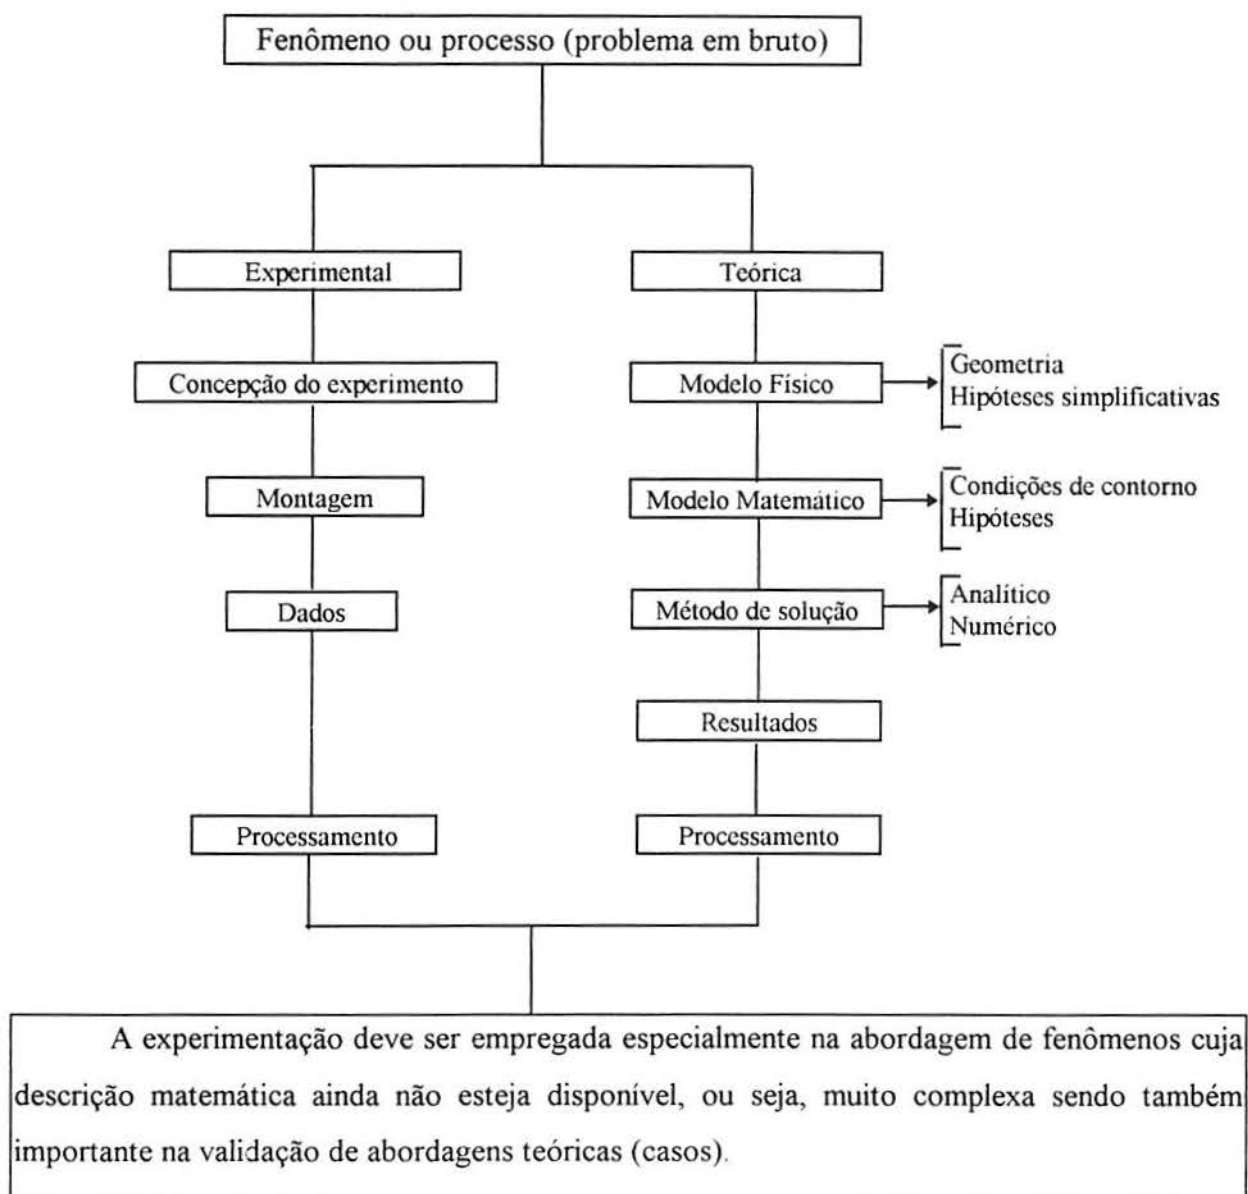 Fenômeno ou processo (problema em bruto)
Experimental
Teórica
Concepção do experimento
Modelo Físico
Geometria
Hipóteses simplificativas
Montagem
Modelo Matemático
Condições de contorno
Hipóteses
Dados
Método de solução
Analítico
Numérico
Resultados
Processamento
Processamento
A experimentação deve ser empregada especialmente na abordagem de fenômenos cuja
descrição matemática ainda não esteja disponível, ou seja, muito complexa sendo também
importante na validação de abordagens teóricas (casos).